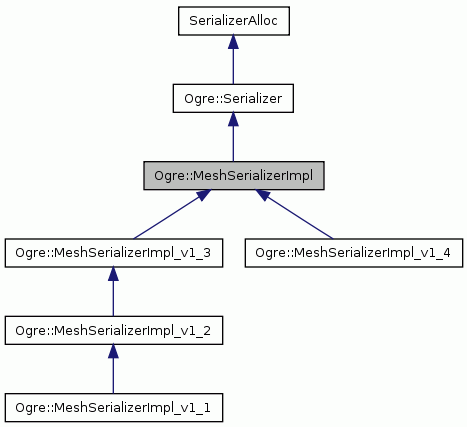 SerializerAlloc
Ogre::Serializer
Ogre::MeshSerializerImpl
Ogre::MeshSerializerImpl_v1_3
Ogre::MeshSerializerImpl_v1_4
Ogre::MeshSerializerImpl_v1_2
Ogre::MeshSerializerImpl_v1_1